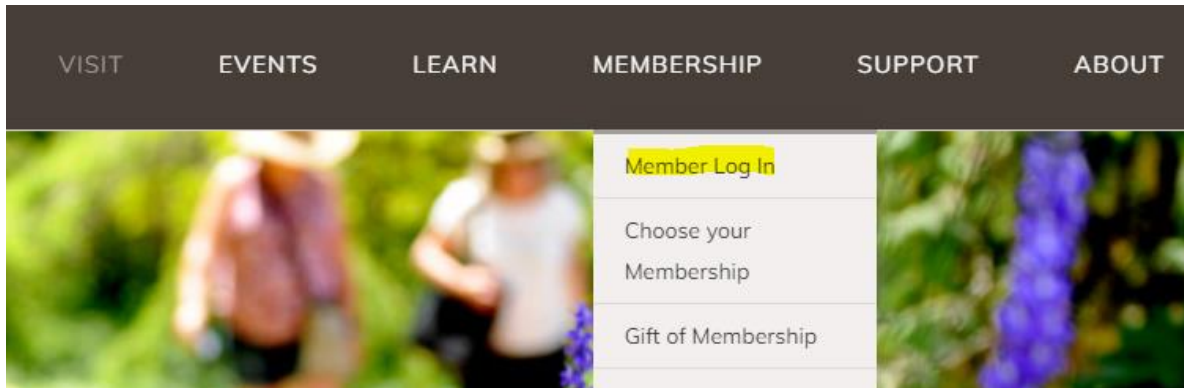 VISIT EVENTS LEARN MEMBERSHIP SUPPORT ABOUT
Member Log In
Choose your
Membership
Gift of Membership